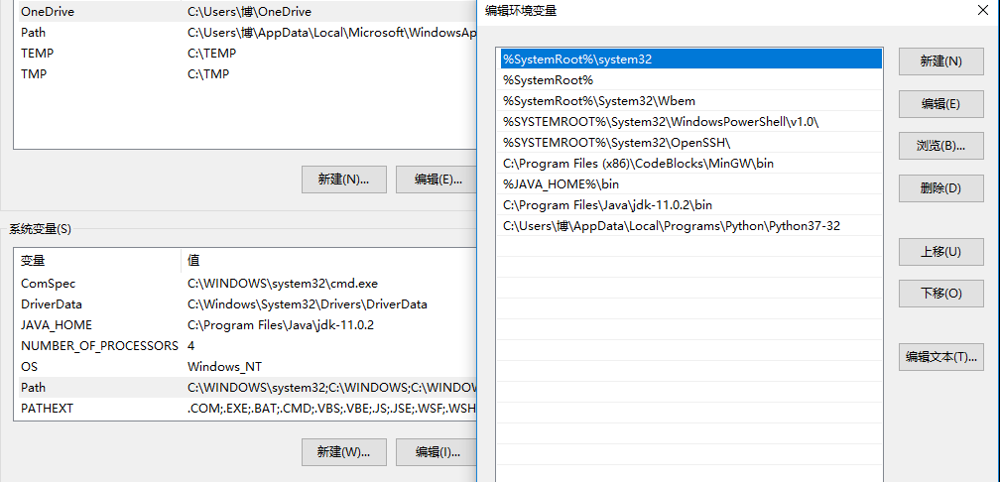 OneDrive C:\Users\博\OneDrive
Path C:\Users\博\AppData\Local\Microsoft\WindowsAp
TEMP C:\TEMP
TMP C:\TMP
新建(N)... 编辑(E)...
系统变量(S)
变量 值
ComSpec C:\WINDOWS\system32\cmd.exe
DriverData C:\Windows\System32\Drivers\DriverData
JAVA_HOME C:\Program Files\Java\jdk-11.0.2
NUMBER_OF_PROCESSORS 4
OS Windows_NT
Path C:\WINDOWS\system32;C:\WINDOWS;C:\WINDOW
PATHEXT .COM;.EXE;.BAT;.CMD;.VBS;.VBE;.JS;.JSE;.WSF;.WSH
新建(W)... 编辑(I)...
编辑环境变量
%SystemRoot%\system32
%SystemRoot%
%SystemRoot%\System32\Wbem
%SYSTEMROOT%\System32\WindowsPowerShell\v1.0\
%SYSTEMROOT%\System32\OpenSSH\
C:\Program Files (x86)\CodeBlocks\MinGW\bin
%JAVA_HOME%\bin
C:\Program Files\Java\jdk-11.0.2\bin
C:\Users\博\AppData\Local\Programs\Python\Python37-32
新建(N)
编辑(E)
浏览(B)...
删除(D)
上移(U)
下移(O)
编辑文本(T)...